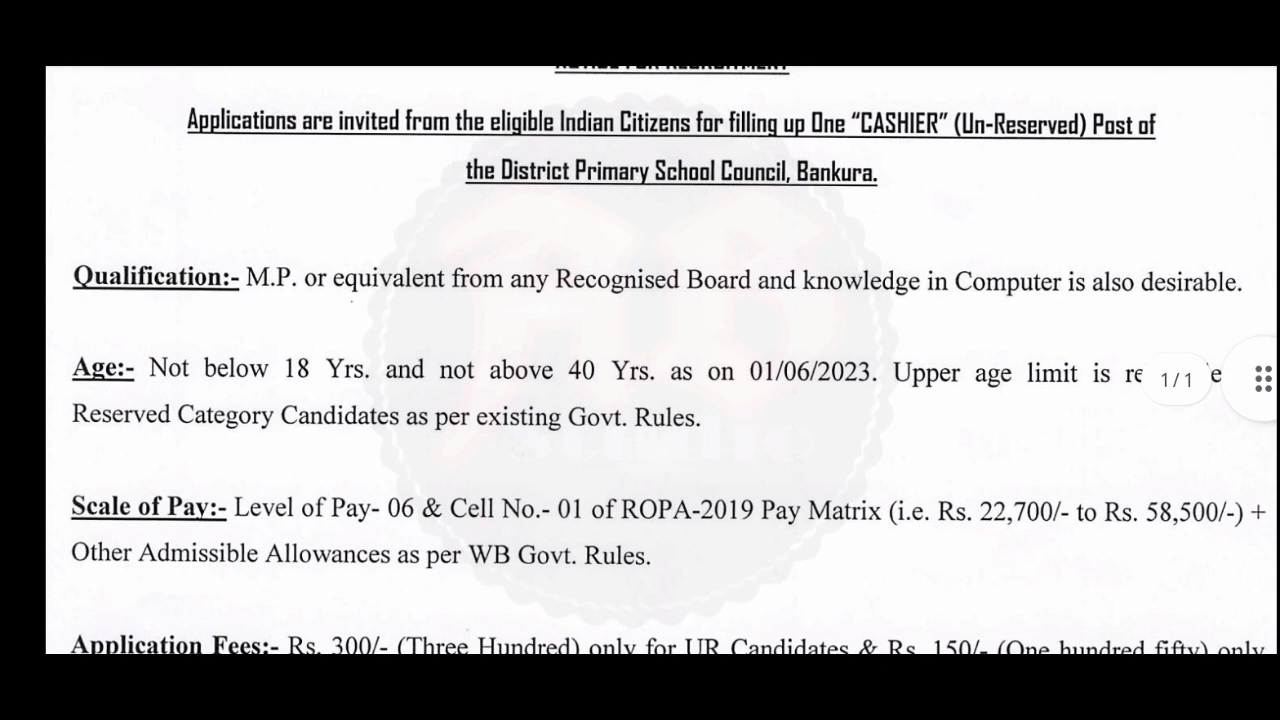 NOTICE FOR RECRUITMENT
Applications are invited from the eligible Indian Citizens for filling up One “CASHIER” (Un-Reserved) Post of
the District Primary School Council, Bankura.
Qualification:- M.P. or equivalent from any Recognised Board and knowledge in Computer is also desirable.
Age:- Not below 18 Yrs. and not above 40 Yrs. as on 01/06/2023. Upper age limit is
1/1
Reserved Category Candidates as per existing Govt. Rules.
Scale of Pay:- Level of Pay- 06 & Cell No.- 01 of ROPA-2019 Pay Matrix (i.e. Rs. 22,700/- to Rs. 58,500/-) +
Other Admissible Allowances as per WB Govt. Rules.
Application Fees:- Rs. 300/- (Three Hundred) only for UR Candidates & Rs. 150/- (One hundred fifty) only